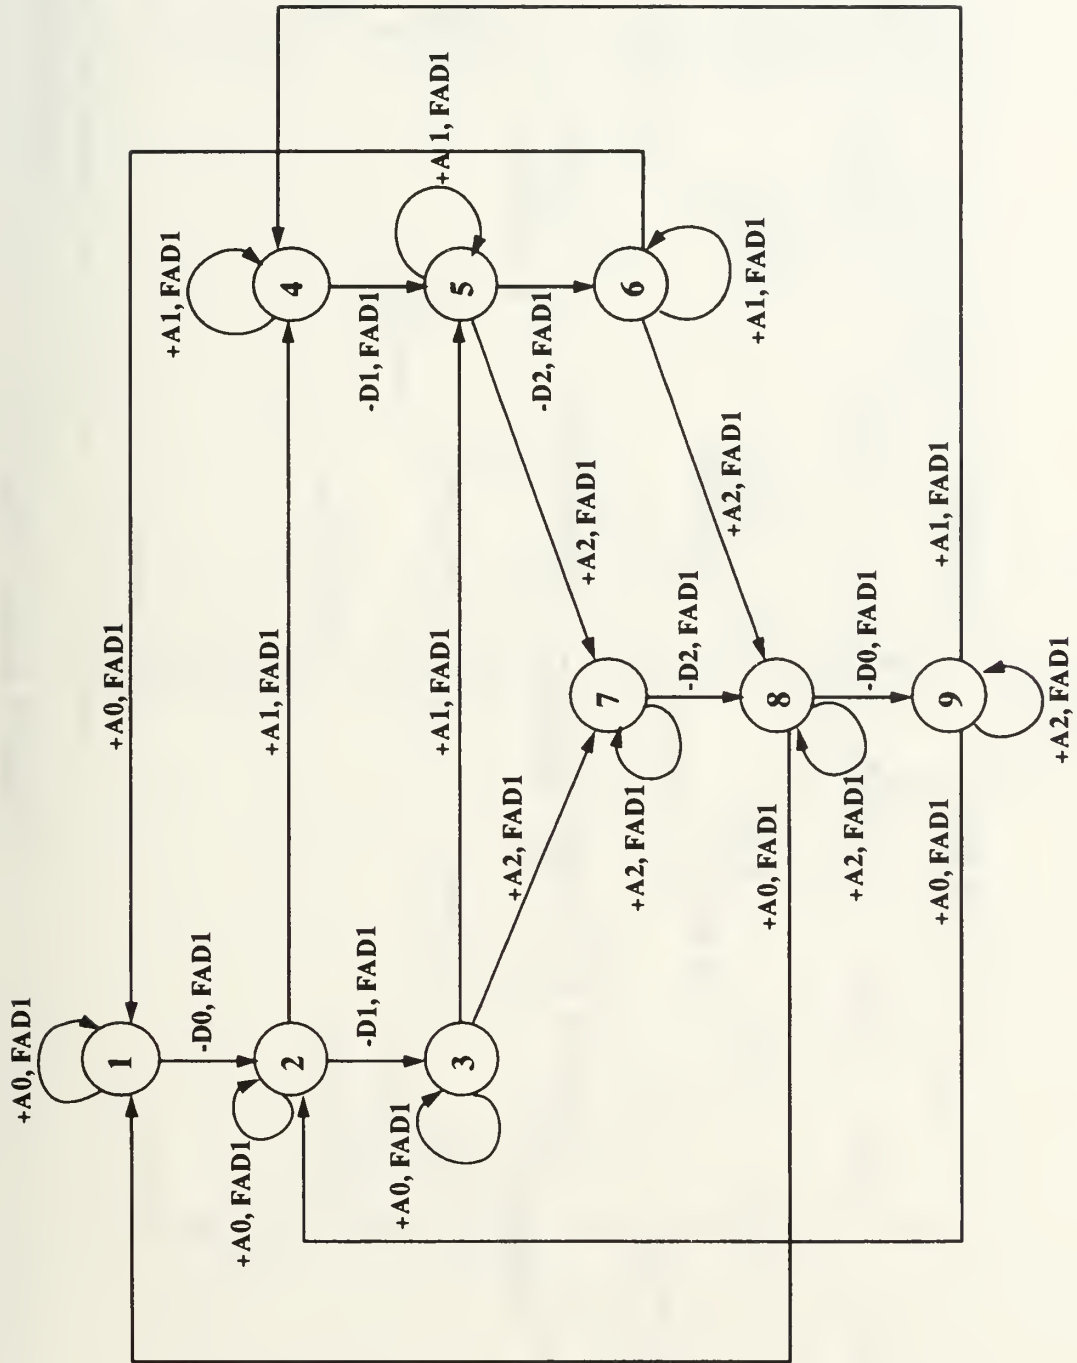 +A0, FAD1
+A0, FAD1
1
+A1, FAD1
-D0, FAD1
+A0, FAD1
+A1, FAD1
2
4
-D1, FAD1
-D1, FAD1
+A0, FAD1
+A1, FAD1
+A1, FAD1
3
5
+A2, FAD1
-D2, FAD1
+A2, FAD1
7
6
+A2, FAD1
-D2, FAD1
+A2, FAD1
+A1, FAD1
+A0, FAD1
8
+A2, FAD1
-D0, FAD1
+A0, FAD1
+A1, FAD1
9
+A2, FAD1